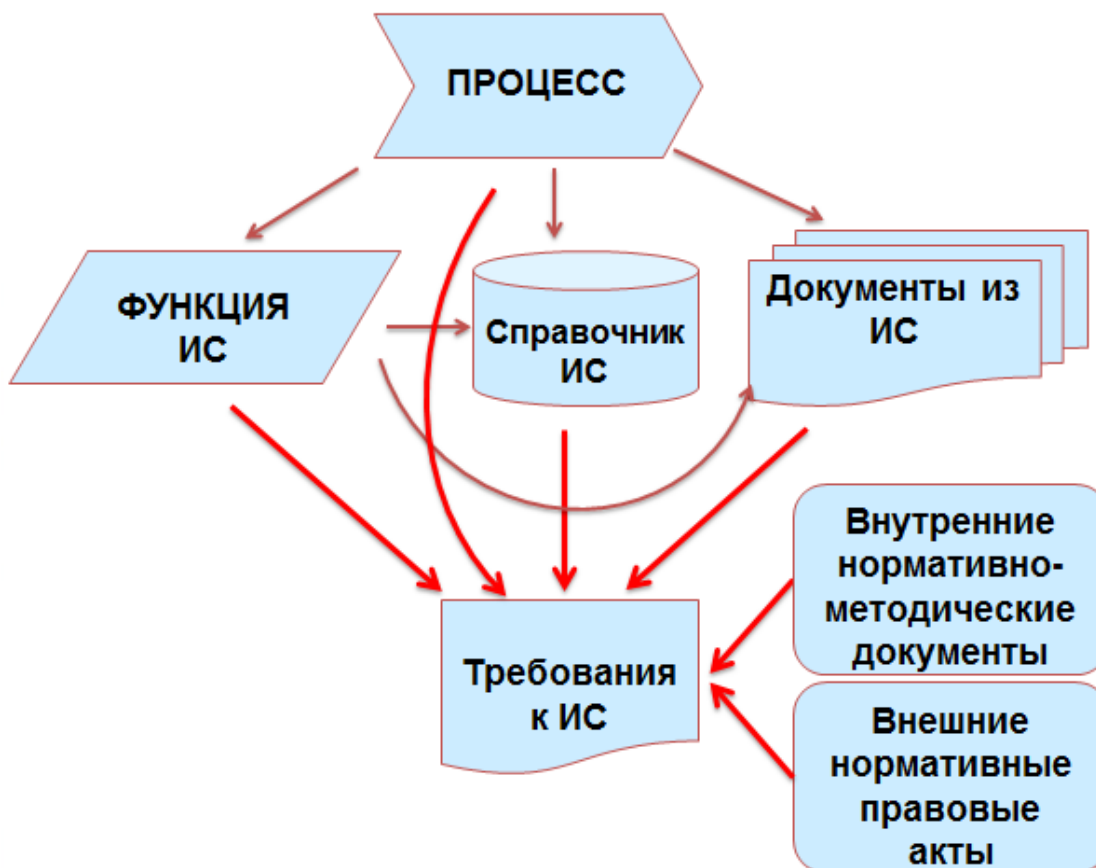 ПРОЦЕСС
ФУНКЦИЯ
ИС
Справочник
ИС
Документы из
ИС
Требования
к ИС
Внутренние
нормативно-
методические
документы
Внешние
нормативные
правовые
акты